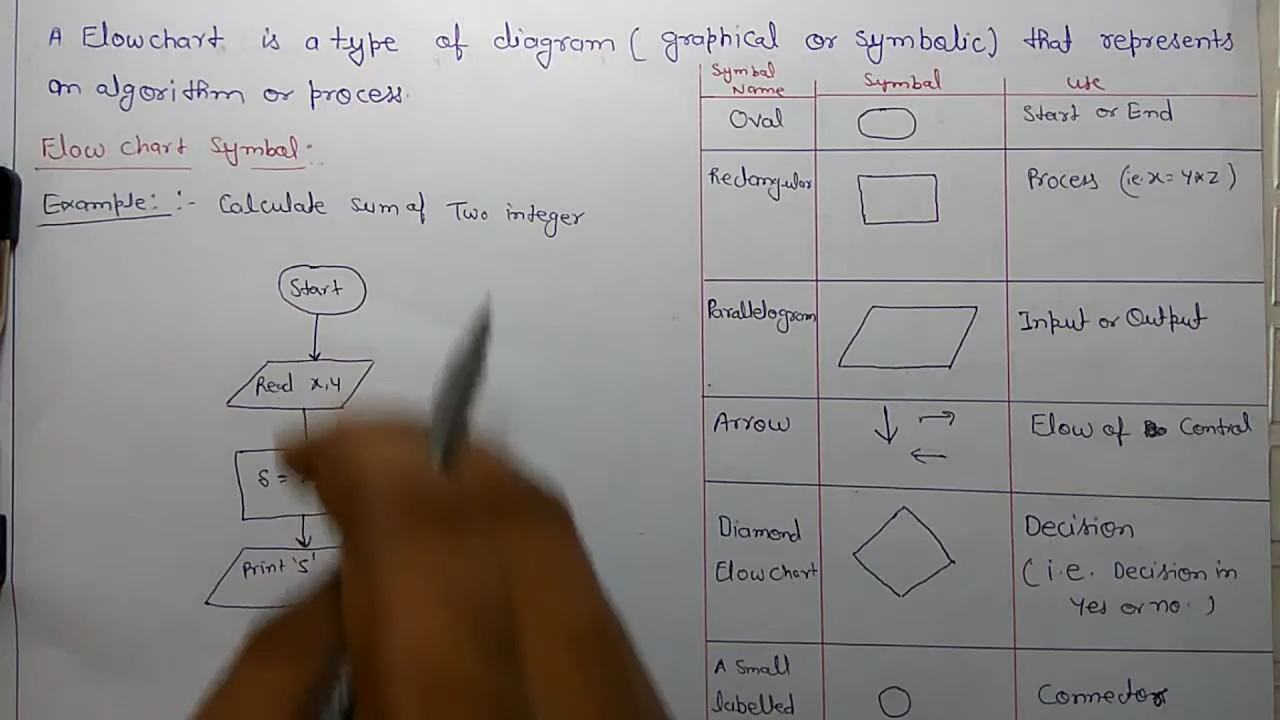 A Flowchart is a type of diagram ( graphical or symbolic) that represents
an algorithm or process.
Flow chart Symbol:-
Example: :- Calculate sum of Two integer
Start
Read x,y
S =
Print 'S'
Symbol Name
Symbol
Use
Oval
Start or End
Rectangular
Process (i.e. x = y*z)
Parallelogram
Input or Output
Arrow
Flow of Control
Diamond
Flowchart
Decision
( i.e. Decision in
Yes or no. )
A Small
labelled
Connector